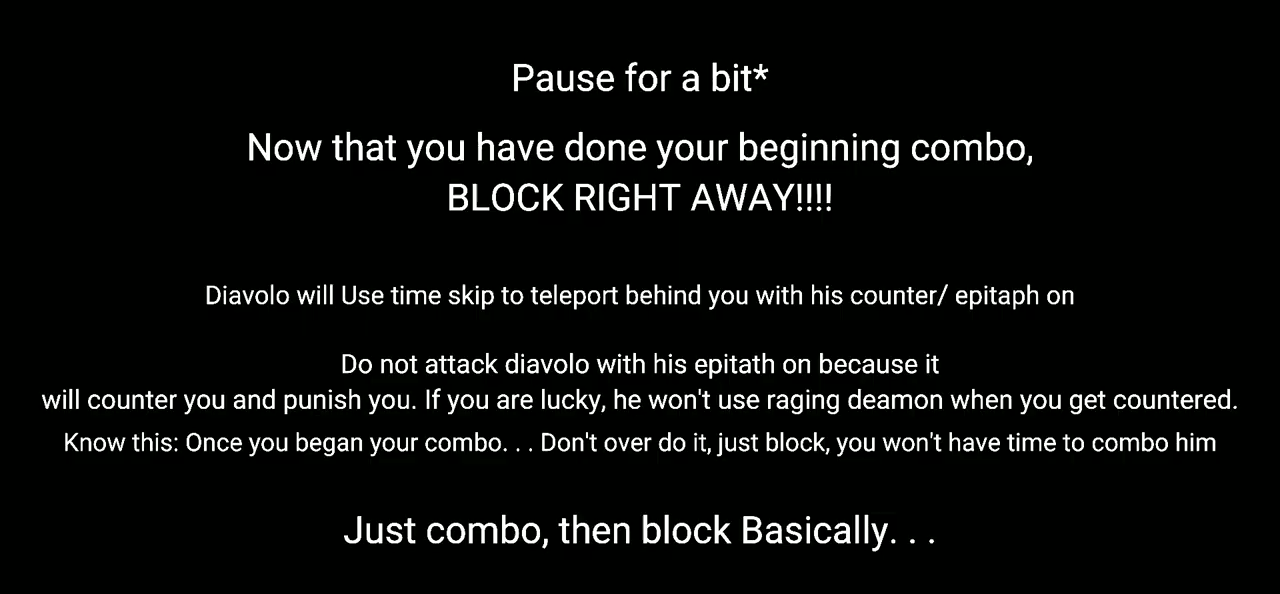 Pause for a bit*
Now that you have done your beginning combo,
BLOCK RIGHT AWAY!!!!
Diavolo will Use time skip to teleport behind you with his counter/ epitaph on
Do not attack diavolo with his epitath on because it
will counter you and punish you. If you are lucky, he won't use raging deamon when you get countered.
Know this: Once you began your combo. . . Don't over do it, just block, you won't have time to combo him
Just combo, then block Basically. . .